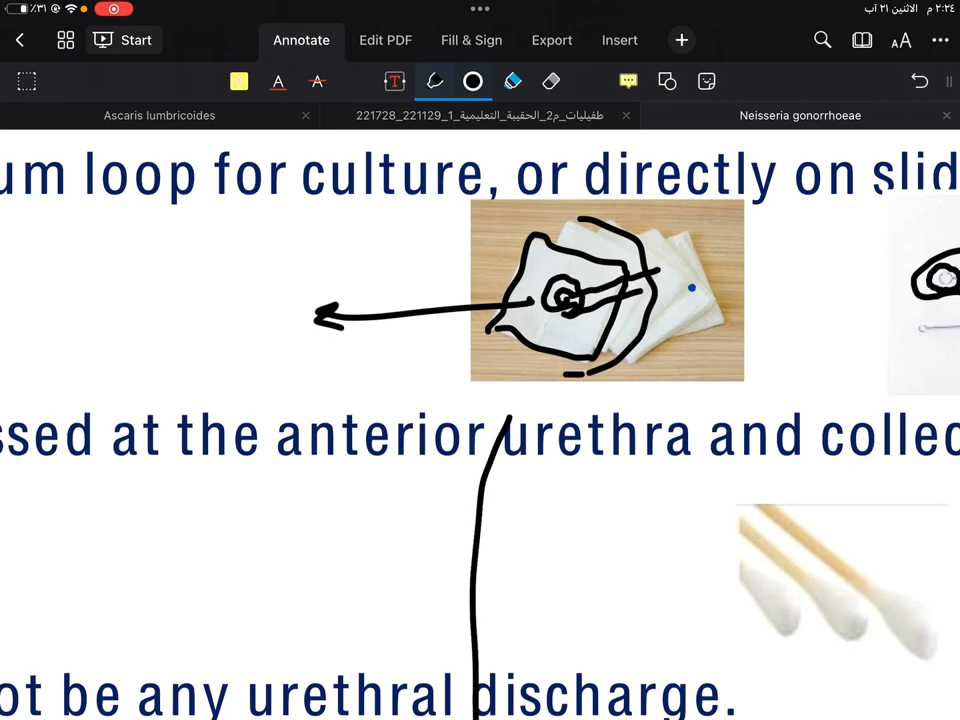 ٪٣١ الاثنين ٢١ آب ٢:٢٤ م
Start Annotate Edit PDF Fill & Sign Export Insert
Ascaris lumbricoides طفيليات_م2_الحقيبة_التعليمية_1_221129_221728 Neisseria gonorrhoeae
um loop for culture, or directly on slid
ssed at the anterior urethra and collec
ot be any urethral discharge.